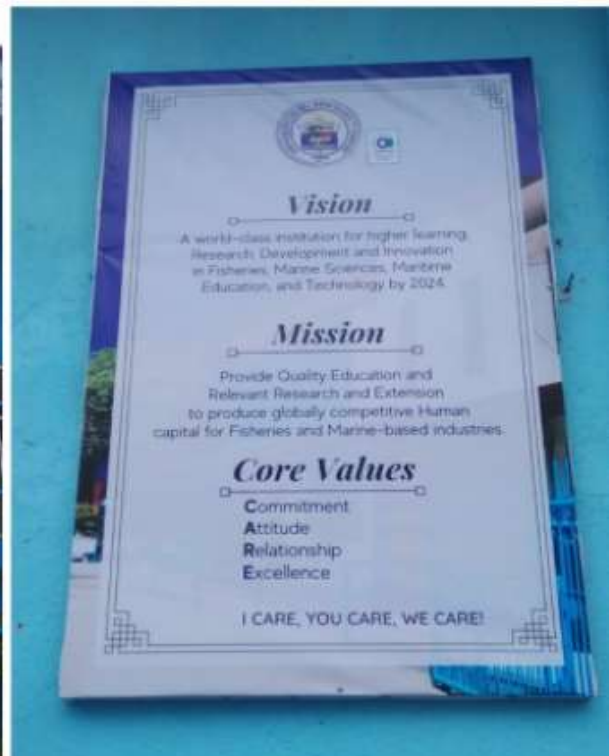 Vision
A world-class institution for higher learning,
Research, Development and Innovation
in Fisheries, Marine Sciences, Maritime
Education, and Technology by 2024.
Mission
Provide Quality Education and
Relevant Research and Extension
to produce globally competitive Human
capital for Fisheries and Marine-based industries.
Core Values
Commitment
Attitude
Relationship
Excellence
I CARE, YOU CARE, WE CARE!